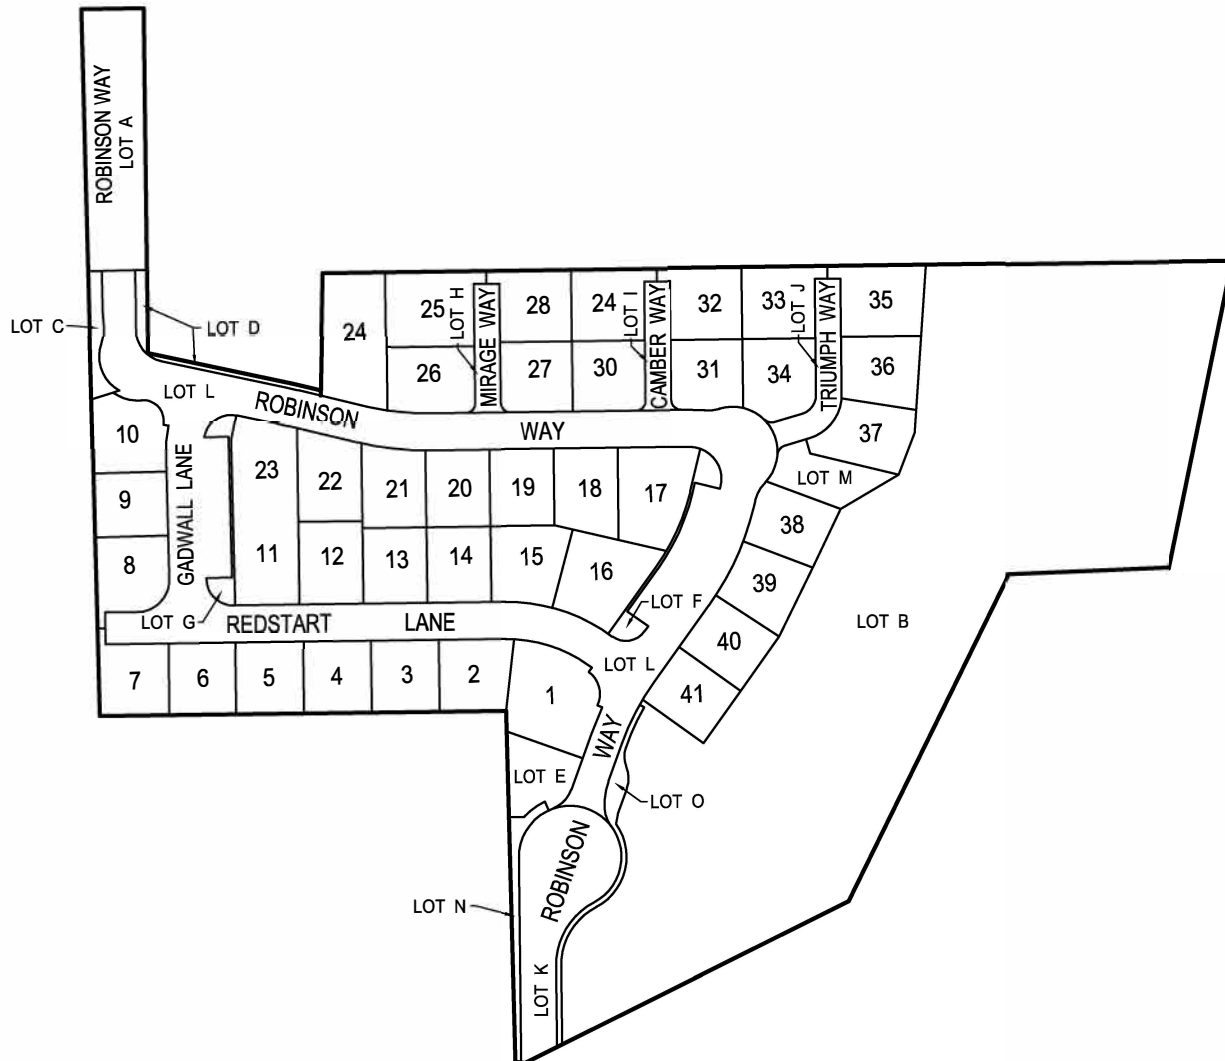 ROBINSON WAY
LOT A
LOT C
LOT D
LOT L
ROBINSON
WAY
24
25
LOT H
MIRAGE WAY
28
24
LOT I
CAMBER WAY
32
33
LOT J
TRIUMPH WAY
35
26
27
30
31
34
36
37
LOT M
10
9
8
GADWALL LANE
23
22
21
20
19
18
17
11
12
13
14
15
16
38
39
40
41
LOT B
LOT G
REDSTART
LANE
LOT F
LOT L
7
6
5
4
3
2
1
WAY
LOT E
LOT O
ROBINSON
LOT N
LOT K